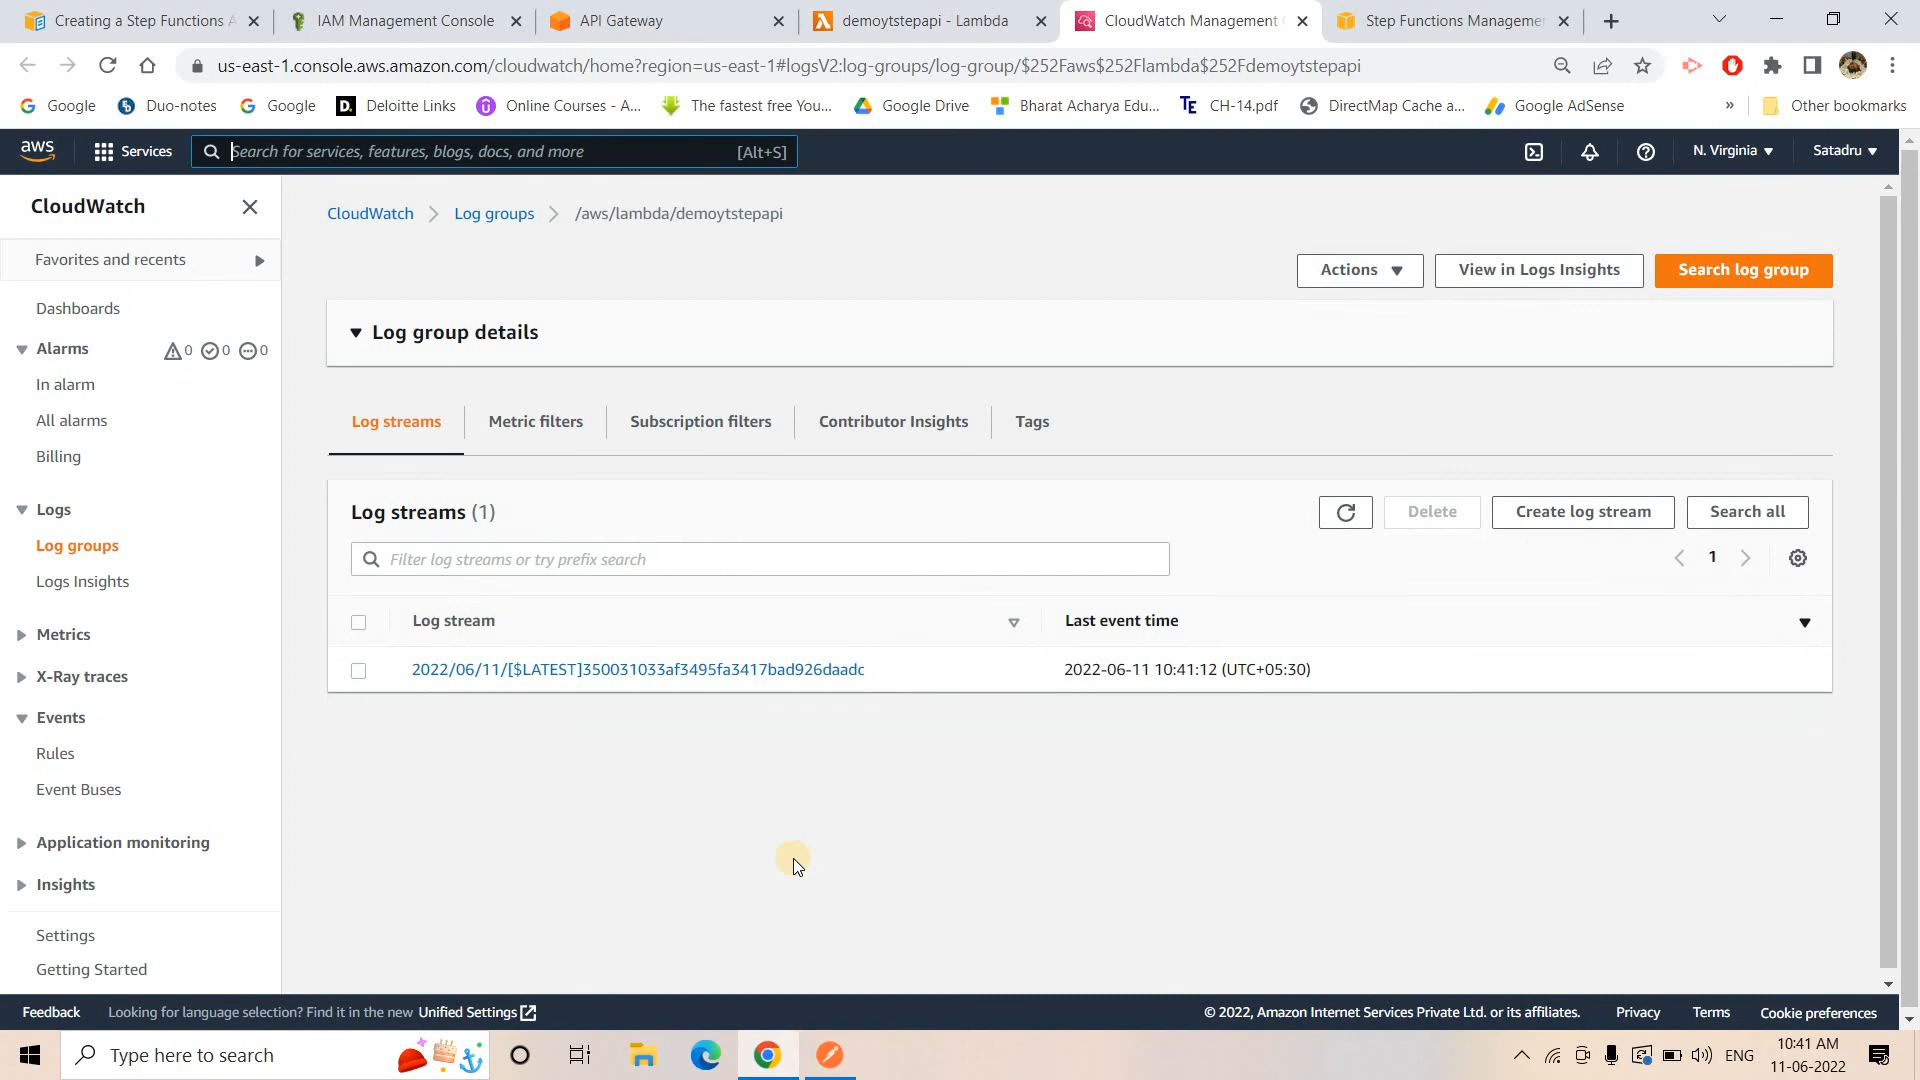 Creating a Step Functions A
IAM Management Console
API Gateway
demoytstepapi - Lambda
CloudWatch Management
Step Functions Managemen
us-east-1.console.aws.amazon.com/cloudwatch/home?region=us-east-1#logsV2:log-groups/log-group/$252Faws$252Flambda$252Fdemoytstepapi
Google
Duo-notes
Google
Deloitte Links
Online Courses - A...
The fastest free You...
Google Drive
Bharat Acharya Edu...
CH-14.pdf
DirectMap Cache a...
Google AdSense
»
Other bookmarks
aws
Services
Search for services, features, blogs, docs, and more
[Alt+S]
N. Virginia
Satadru
CloudWatch
Favorites and recents
Dashboards
Alarms
0
0
0
In alarm
All alarms
Billing
Logs
Log groups
Logs Insights
Metrics
X-Ray traces
Events
Rules
Event Buses
Application monitoring
Insights
Settings
Getting Started
CloudWatch
Log groups
/aws/lambda/demoytstepapi
Actions
View in Logs Insights
Search log group
Log group details
Log streams
Metric filters
Subscription filters
Contributor Insights
Tags
Log streams (1)
Delete
Create log stream
Search all
Filter log streams or try prefix search
1
Log stream
Last event time
2022/06/11/[$LATEST]350031033af3495fa3417bad926daadc
2022-06-11 10:41:12 (UTC+05:30)
Feedback
Looking for language selection? Find it in the new Unified Settings
© 2022, Amazon Internet Services Private Ltd. or its affiliates.
Privacy
Terms
Cookie preferences
Type here to search
ENG
10:41 AM
11-06-2022